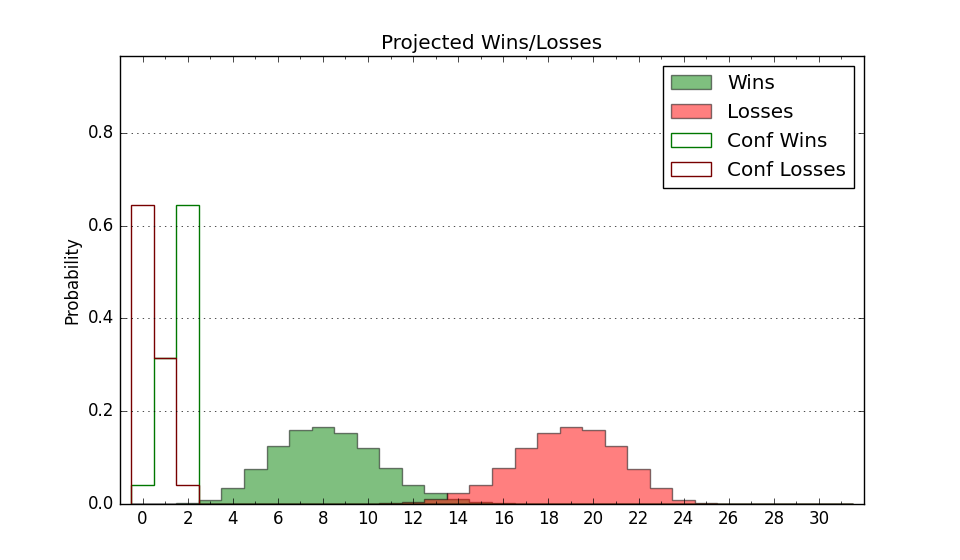 Projected Wins/Losses
Wins
Losses
Conf Wins
Conf Losses
Probability
0.8
0.6
0.4
0.2
0.0
0 2 4 6 8 10 12 14 16 18 20 22 24 26 28 30